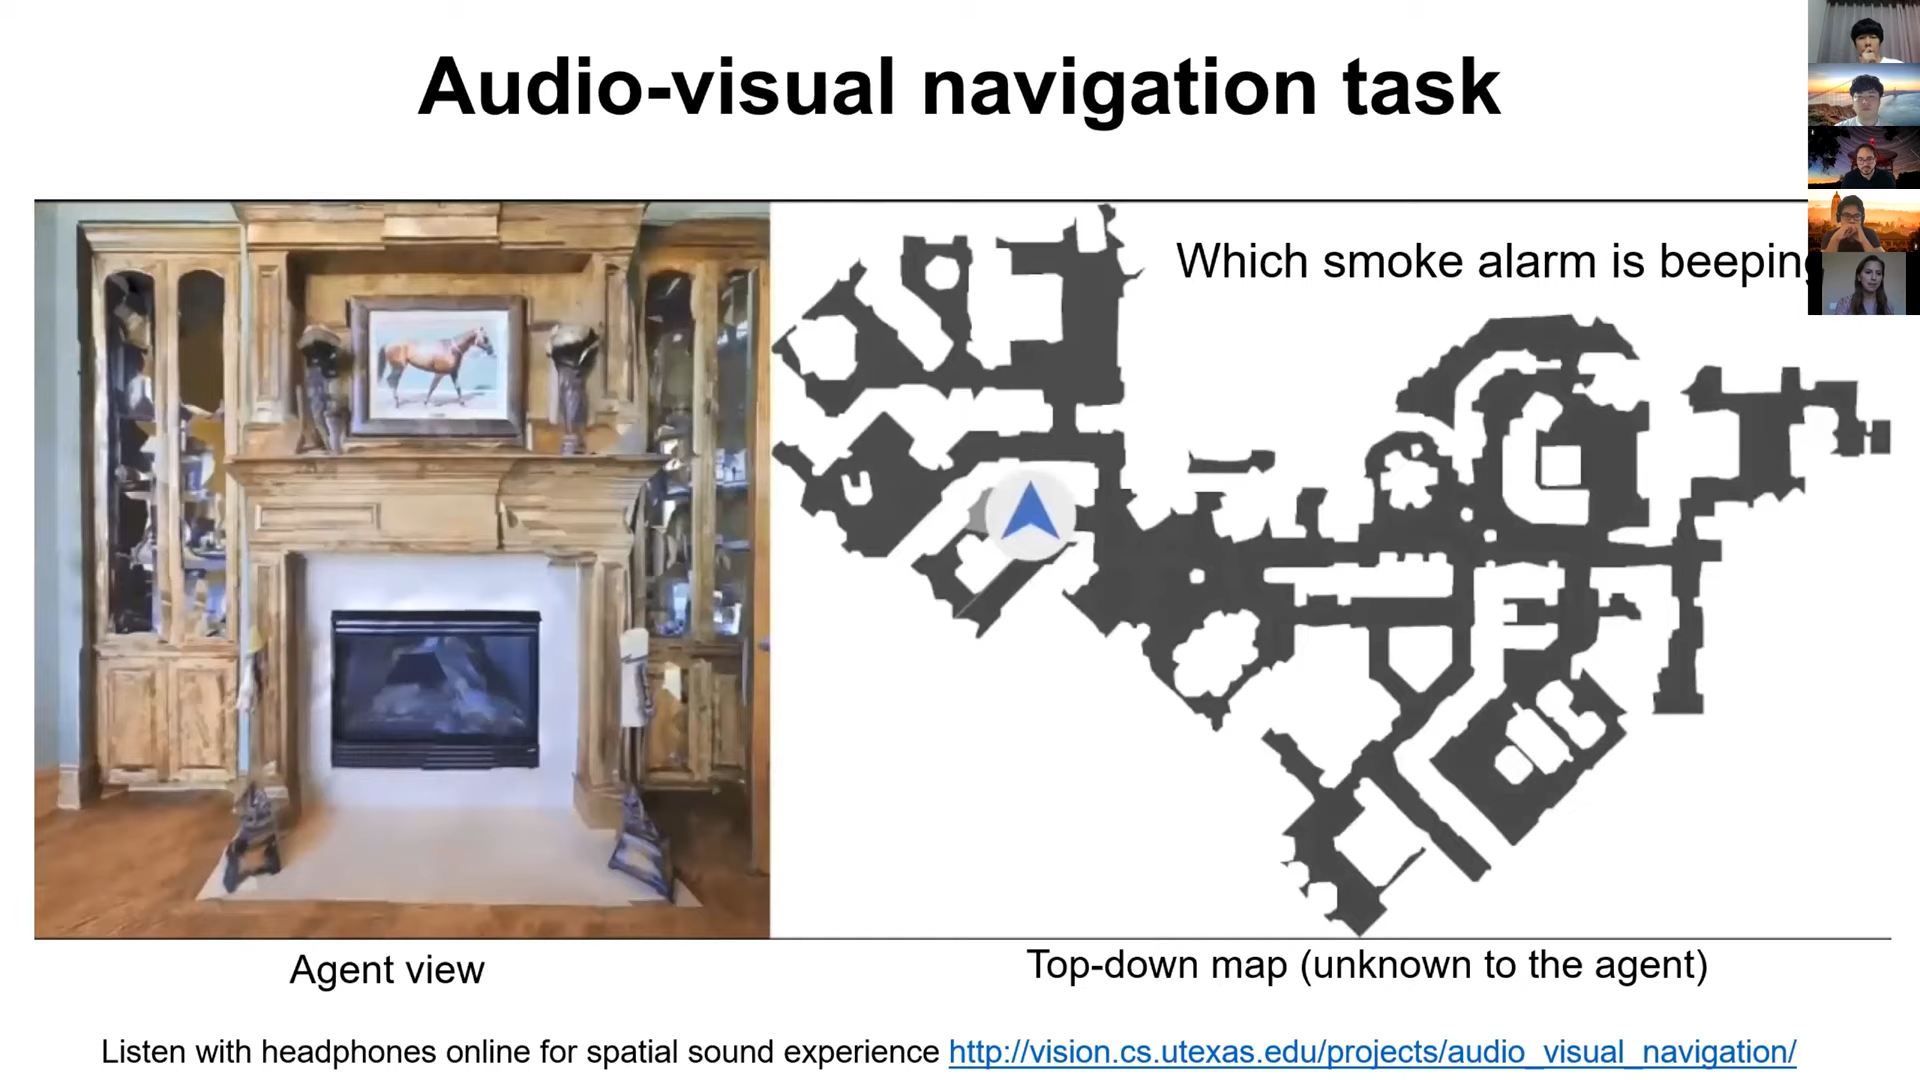 Audio-visual navigation task
Which smoke alarm is beeping
Agent view
Top-down map (unknown to the agent)
Listen with headphones online for spatial sound experience http://vision.cs.utexas.edu/projects/audio_visual_navigation/